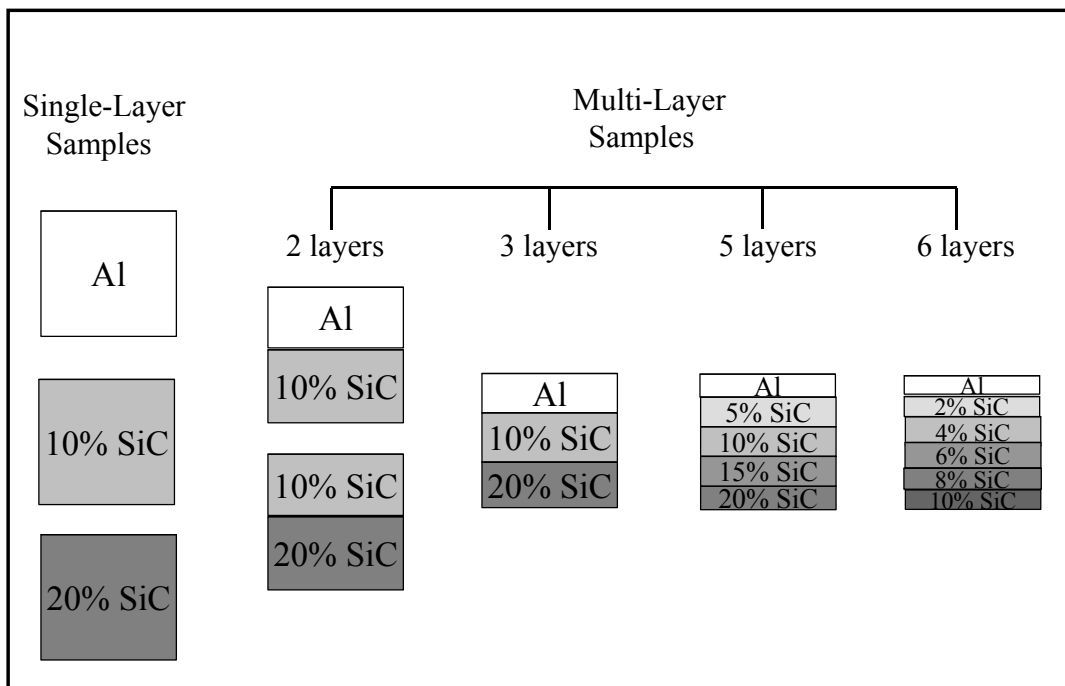 Single-Layer
Samples
Al
10% SiC
20% SiC
Multi-Layer
Samples
2 layers
Al
10% SiC
10% SiC
20% SiC
3 layers
Al
10% SiC
20% SiC
5 layers
Al
5% SiC
10% SiC
15% SiC
20% SiC
6 layers
Al
2% SiC
4% SiC
6% SiC
8% SiC
10% SiC